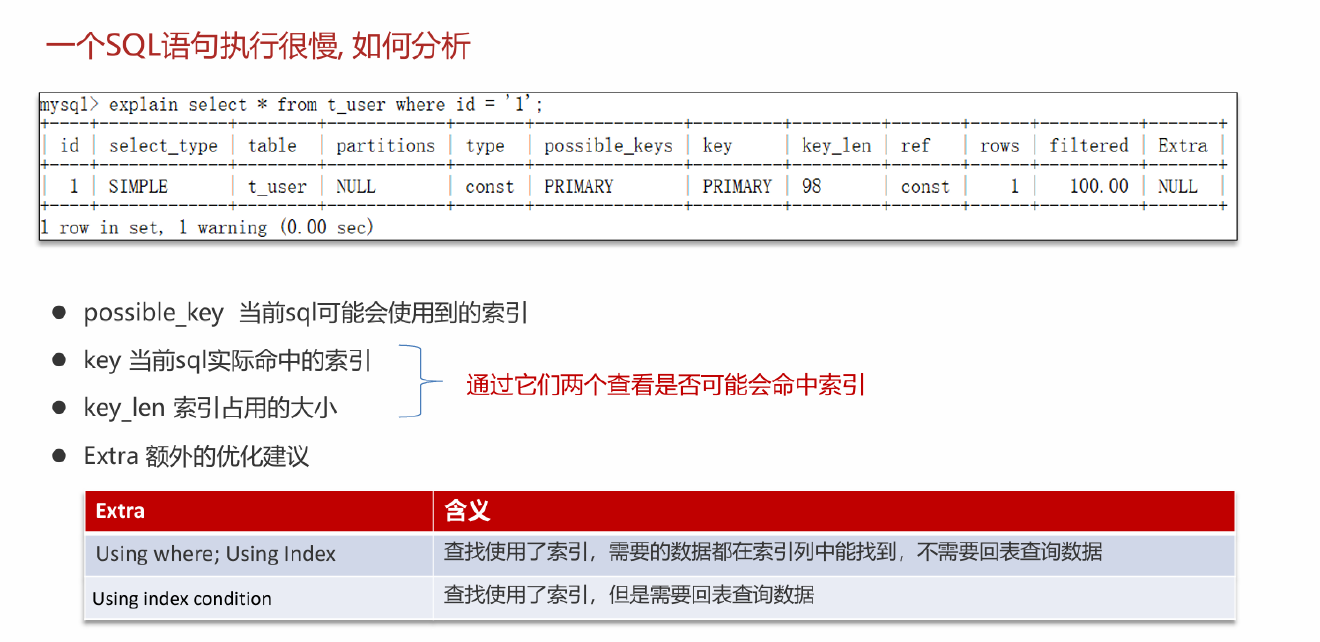 一个SQL语句执行很慢, 如何分析
mysql> explain select * from t_user where id = '1';
+----+-------------+--------+------------+-------+---------------+---------+---------+-------+------+----------+-------+
| id | select_type | table | partitions | type | possible_keys | key | key_len | ref | rows | filtered | Extra |
+----+-------------+--------+------------+-------+---------------+---------+---------+-------+------+----------+-------+
| 1 | SIMPLE | t_user | NULL | const | PRIMARY | PRIMARY | 98 | const | 1 | 100.00 | NULL |
+----+-------------+--------+------------+-------+---------------+---------+---------+-------+------+----------+-------+
1 row in set, 1 warning (0.00 sec)
● possible_key 当前sql可能会使用到的索引
● key 当前sql实际命中的索引
通过它们两个查看是否可能会命中索引
● key_len 索引占用的大小
● Extra 额外的优化建议
Extra 含义
Using where; Using Index 查找使用了索引，需要的数据都在索引列中能找到，不需要回表查询数据
Using index condition 查找使用了索引，但是需要回表查询数据